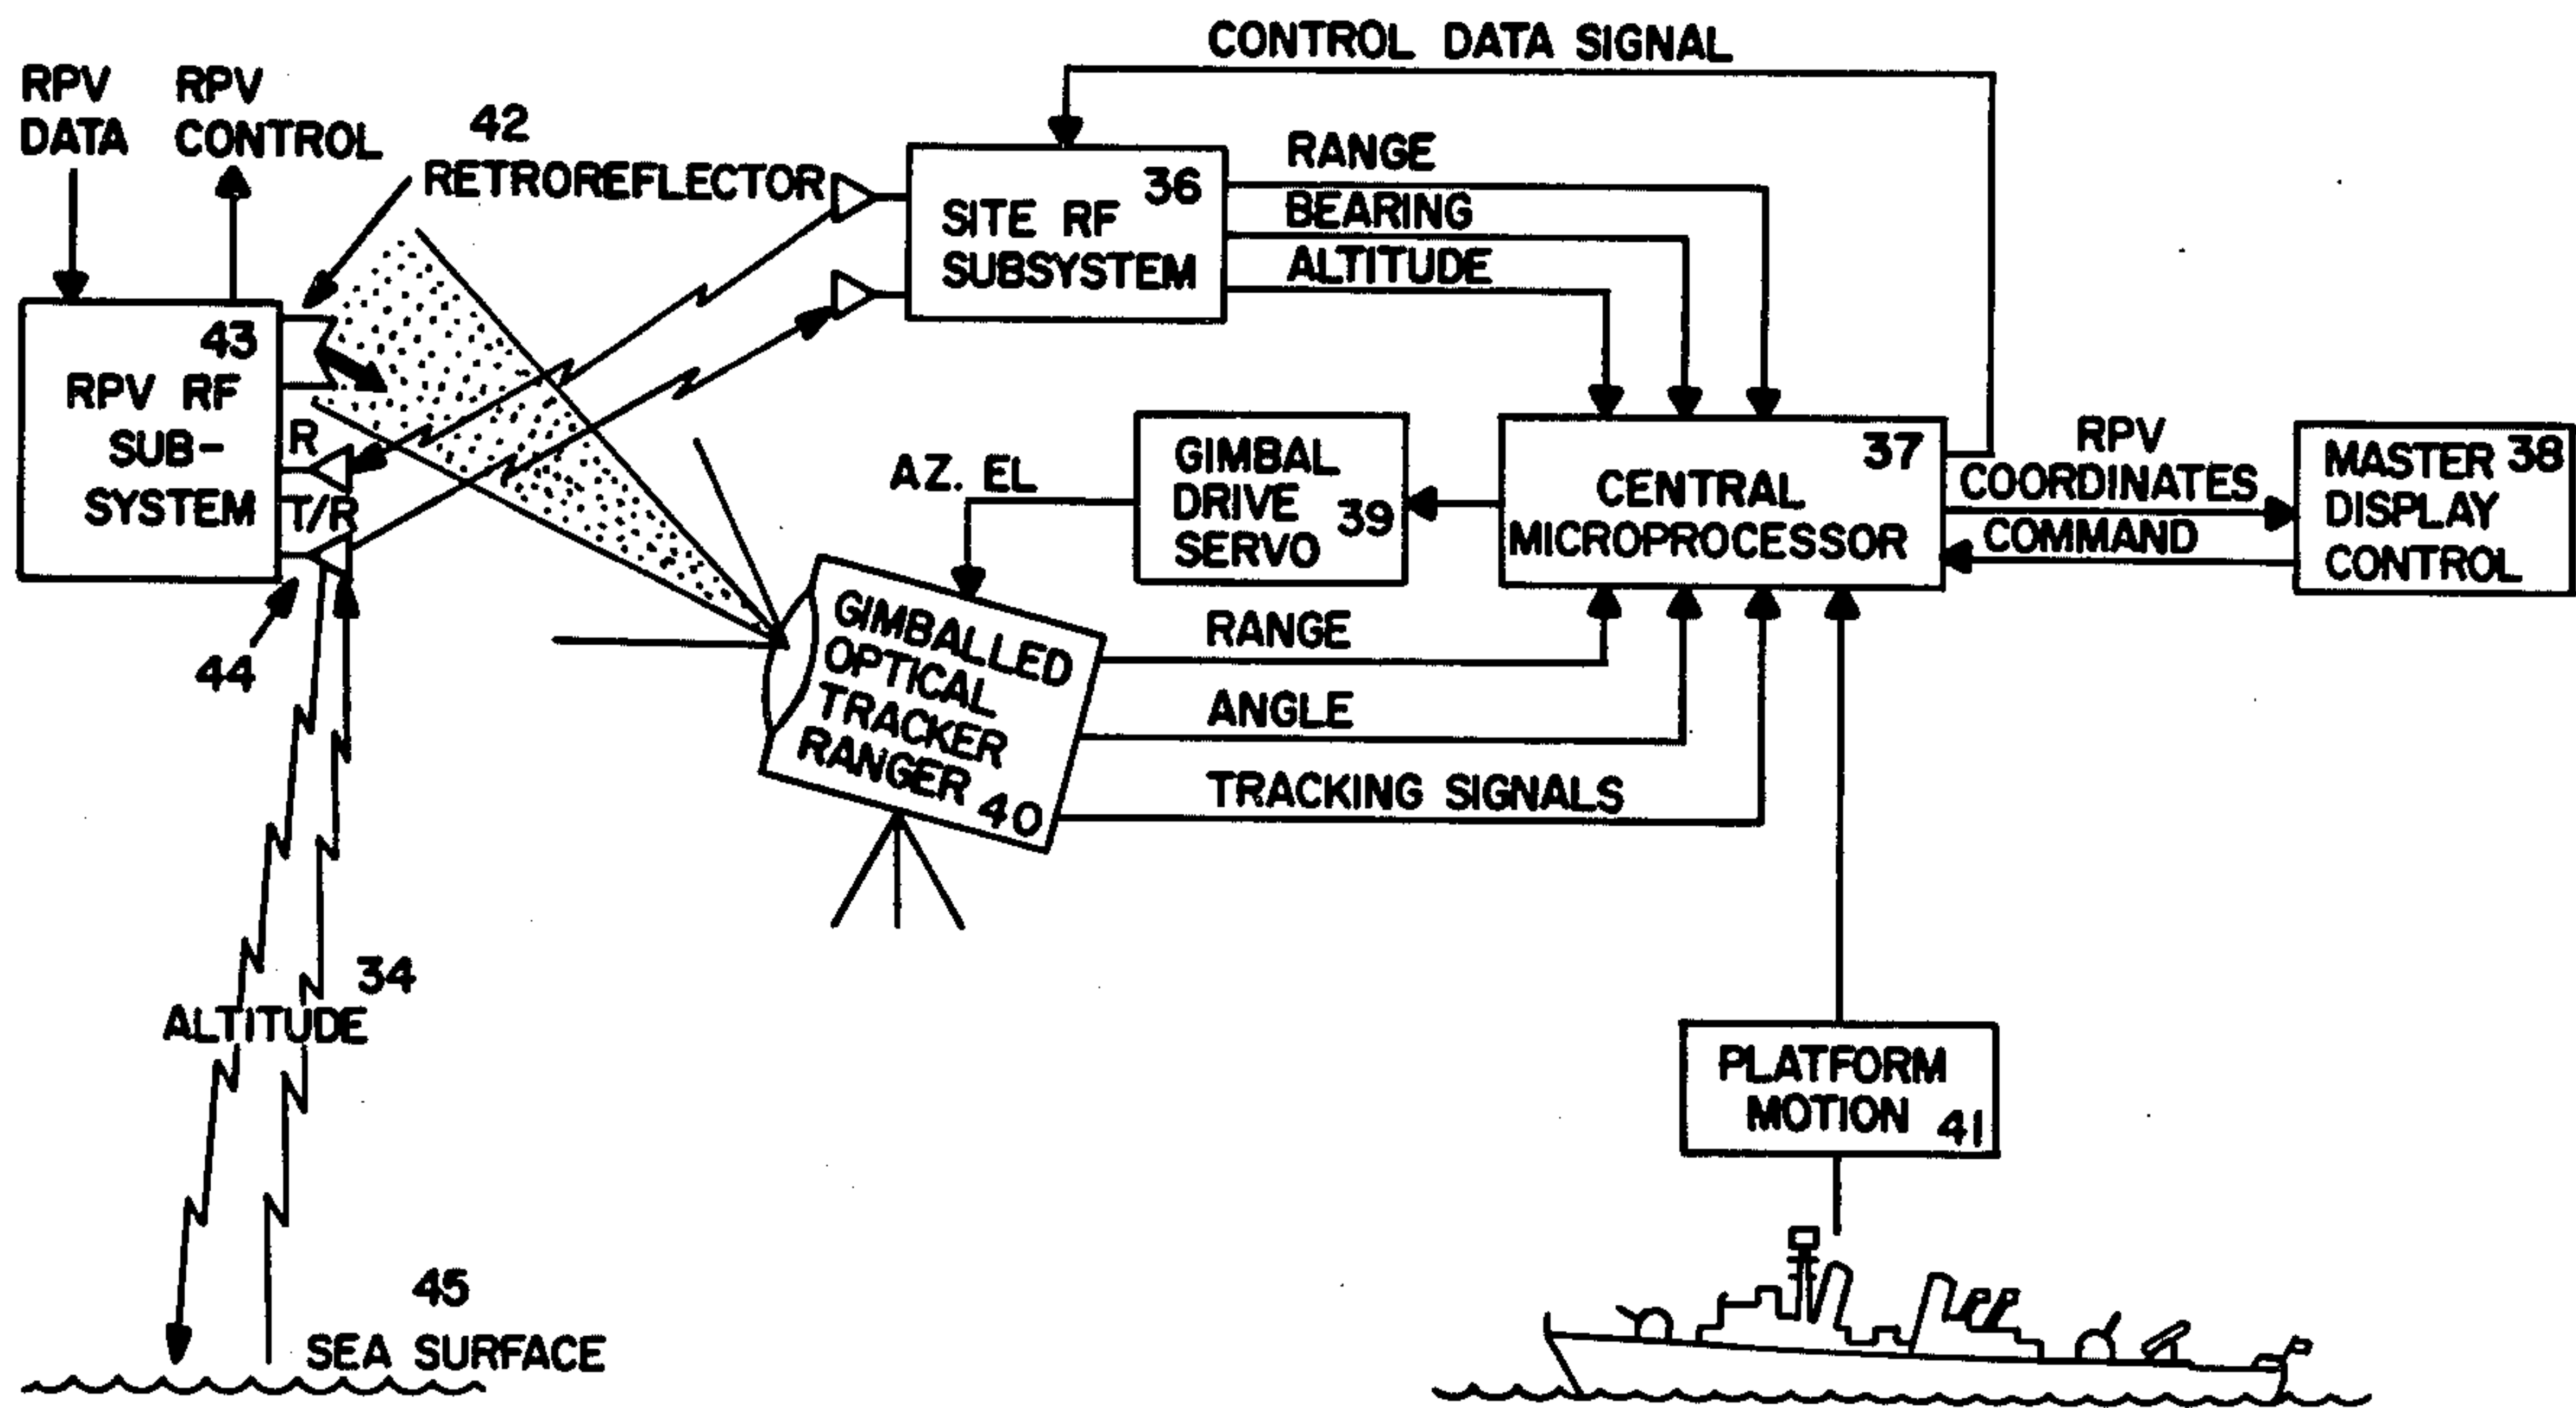 CONTROL DATA SIGNAL
RPV
DATA
RPV
CONTROL
42
RETROREFLECTOR
36
SITE RF
SUBSYSTEM
RANGE
BEARING
ALTITUDE
43
RPV RF
SUB-
SYSTEM
R
T/R
44
AZ. EL
GIMBAL
DRIVE
SERVO
39
37
CENTRAL
MICROPROCESSOR
RPV
COORDINATES
COMMAND
MASTER
DISPLAY
CONTROL
38
GIMBALLED
OPTICAL
TRACKER
RANGER
40
RANGE
ANGLE
TRACKING SIGNALS
34
ALTITUDE
PLATFORM
MOTION
41
45
SEA SURFACE